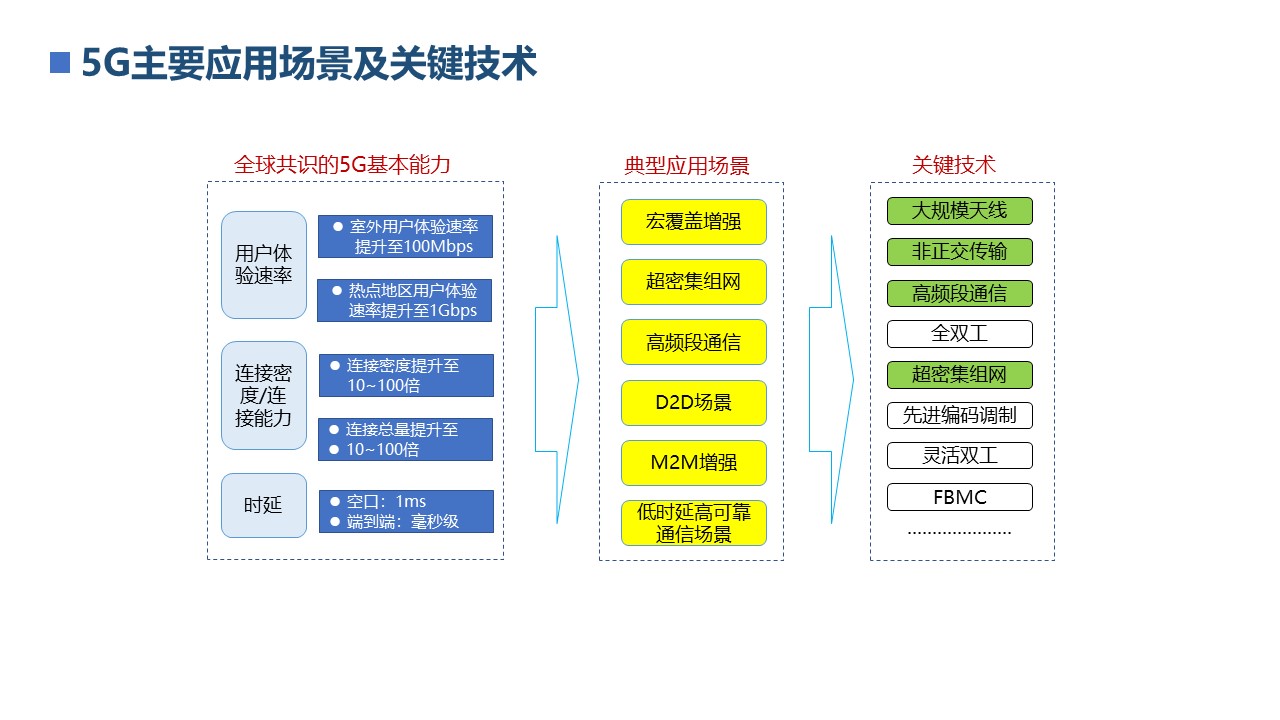 5G主要应用场景及关键技术
全球共识的5G基本能力
用户体
验速率
● 室外用户体验速率
提升至100Mbps
● 热点地区用户体验
速率提升至1Gbps
连接密
度/连
接能力
● 连接密度提升至
10~100倍
● 连接总量提升至
● 10~100倍
时延
● 空口：1ms
● 端到端：毫秒级
典型应用场景
宏覆盖增强
超密集组网
高频段通信
D2D场景
M2M增强
低时延高可靠
通信场景
关键技术
大规模天线
非正交传输
高频段通信
全双工
超密集组网
先进编码调制
灵活双工
FBMC
.....................